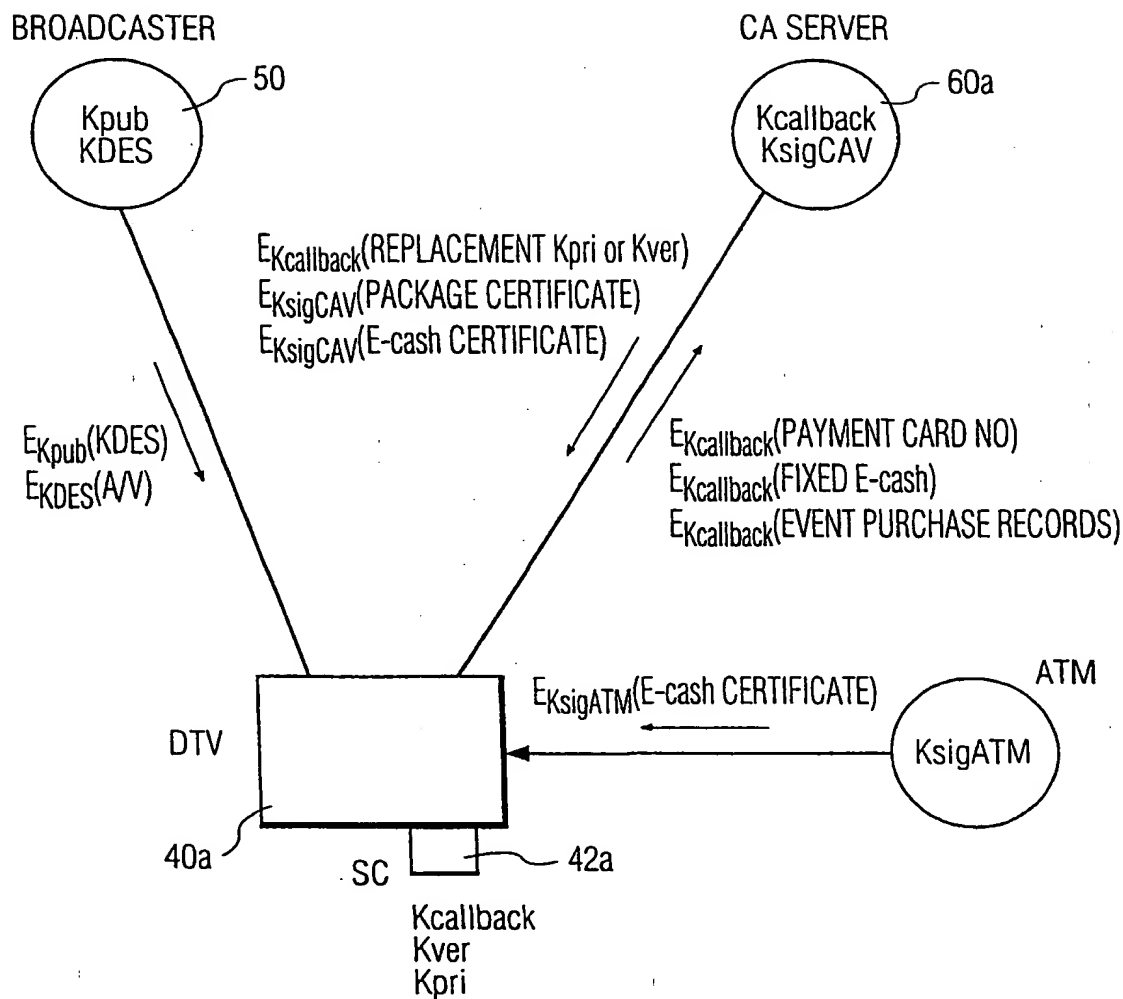 BROADCASTER
50
Kpub
KDES
CA SERVER
60a
Kcallback
KsigCAV
EKcallback(REPLACEMENT Kpri or Kver)
EKsigCAV(PACKAGE CERTIFICATE)
EKsigCAV(E-cash CERTIFICATE)
EKpub(KDES)
EKDES(A/V)
EKcallback(PAYMENT CARD NO)
EKcallback(FIXED E-cash)
EKcallback(EVENT PURCHASE RECORDS)
EKsigATM(E-cash CERTIFICATE)
ATM
KsigATM
DTV
40a
SC
42a
Kcallback
Kver
Kpri